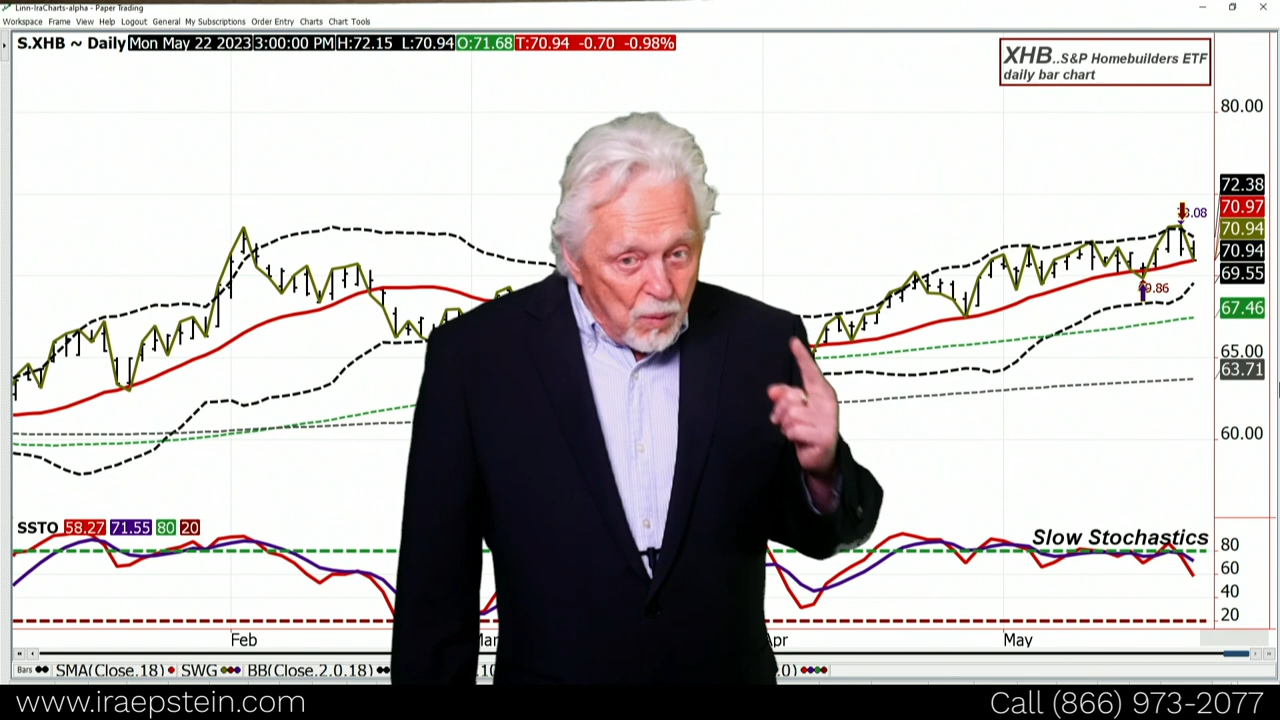 Linn-IraCharts-alpha - Paper Trading
Workspace Frame View Help Logout General My Subscriptions Order Entry Charts Chart Tools
S.XHB ~ Daily Mon May 22 2023 3:00:00 PM H:72.15 L:70.94 O:71.68 T:70.94 -0.70 -0.98%
XHB..S&P Homebuilders ETF
daily bar chart
80.00
72.38
70.97
70.94
70.94
69.55
67.46
65.00
63.71
60.00
SSTO 58.27 71.55 80 20
Slow Stochastics
80
60
40
20
Feb
Apr
May
Bars SMA(Close,18) SWG BB(Close,2.0,18)
www.iraepstein.com
Call (866) 973-2077